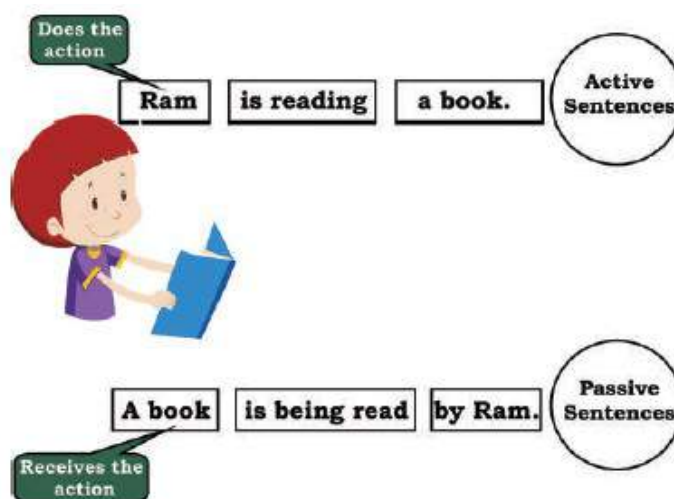 Does the
action
Ram is reading a book.
Active
Sentences
A book is being read by Ram.
Passive
Sentences
Receives the
action